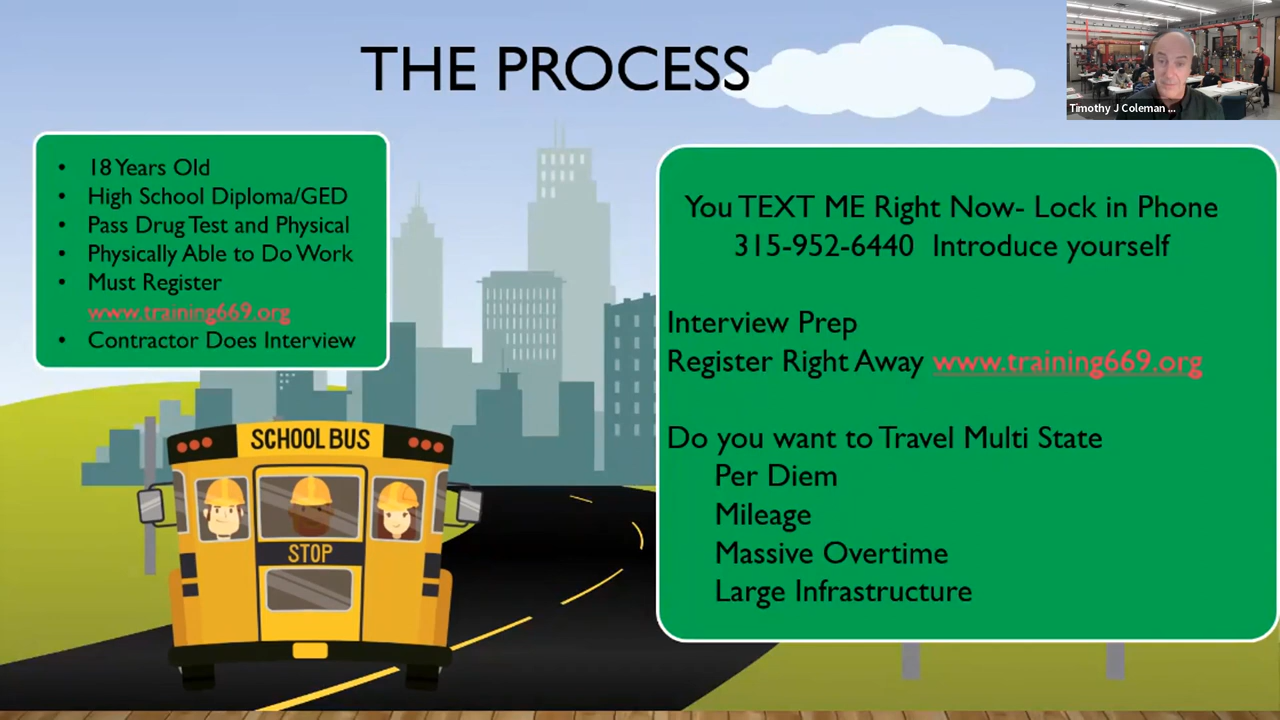 THE PROCESS
Timothy J Coleman ...
• 18 Years Old
• High School Diploma/GED
• Pass Drug Test and Physical
• Physically Able to Do Work
• Must Register
www.training669.org
• Contractor Does Interview
You TEXT ME Right Now- Lock in Phone
315-952-6440 Introduce yourself
Interview Prep
Register Right Away www.training669.org
Do you want to Travel Multi State
Per Diem
Mileage
Massive Overtime
Large Infrastructure
SCHOOL BUS
STOP